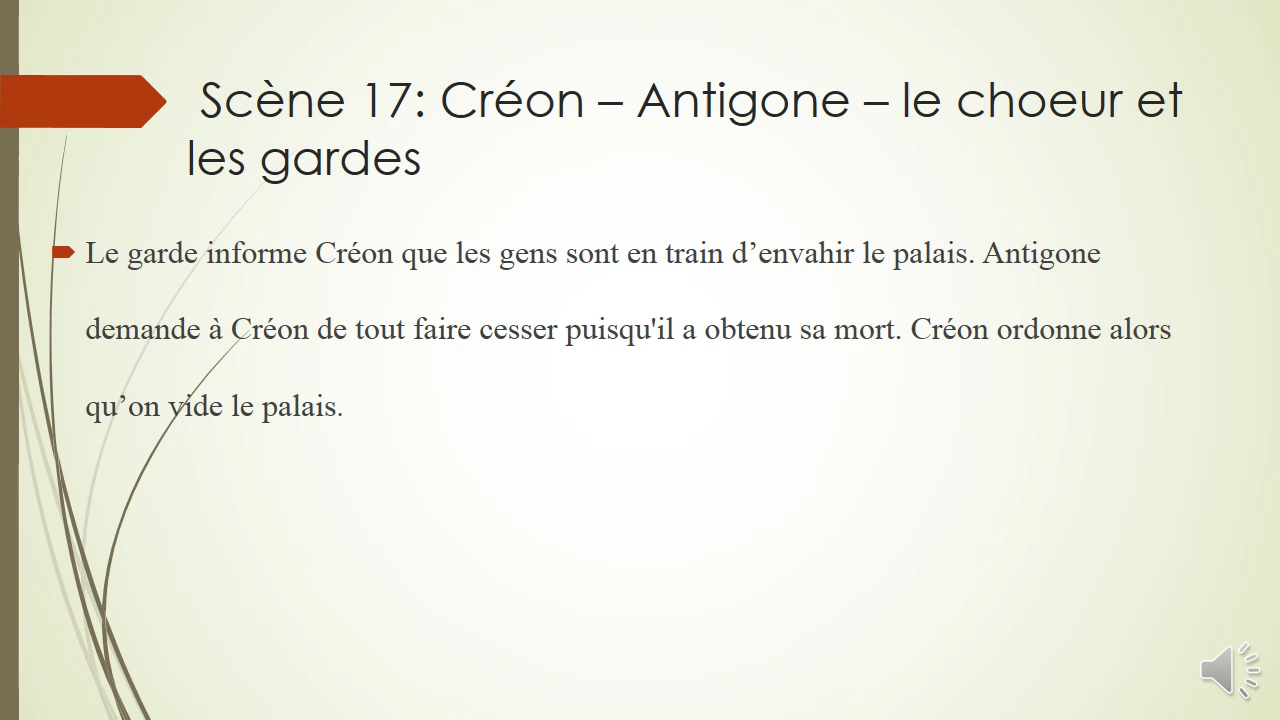 Scène 17: Créon – Antigone – le choeur et
les gardes
Le garde informe Créon que les gens sont en train d’envahir le palais. Antigone
demande à Créon de tout faire cesser puisqu'il a obtenu sa mort. Créon ordonne alors
qu’on vide le palais.